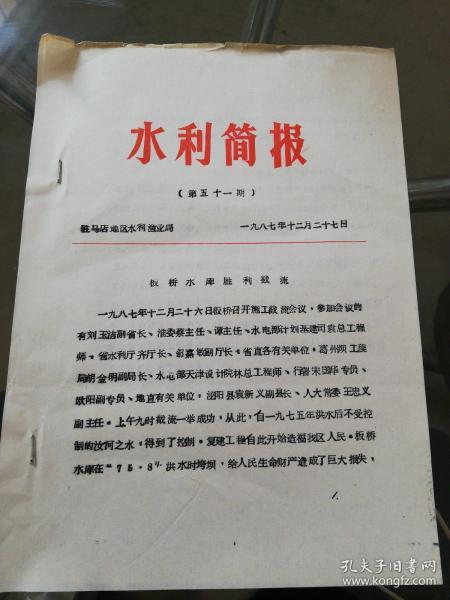 水利简报
（第五十一期）
驻马店地区水利渔业局 一九八七年十二月二十七日
板桥水库胜利截流
一九八七年十二月二十六日板桥召开施工截流会议，参加会议的
有刘玉洁副省长、淮委蔡主任、谭主任、水电部计划基建司袁总工程
师、省水利厅齐厅长、彭嘉敏副厅长、省直各有关单位，葛州坝工程
局胡金明副局长、水电部天津设计院林总工程师、行署宋国华专员、
欧阳副专员、地直有关单位，泌阳县袁新义副县长、人大常委王忠义
副主任。上午九时截流一举成功，从此，自一九七五年洪水后不受控
制的汝河之水，得到了控制。复建工程自此开始造福我区人民。板桥
水库在“75·8”洪水时垮坝，给人民生命财产造成了巨大损失，
1.
孔夫子旧书网
www.kongfz.com